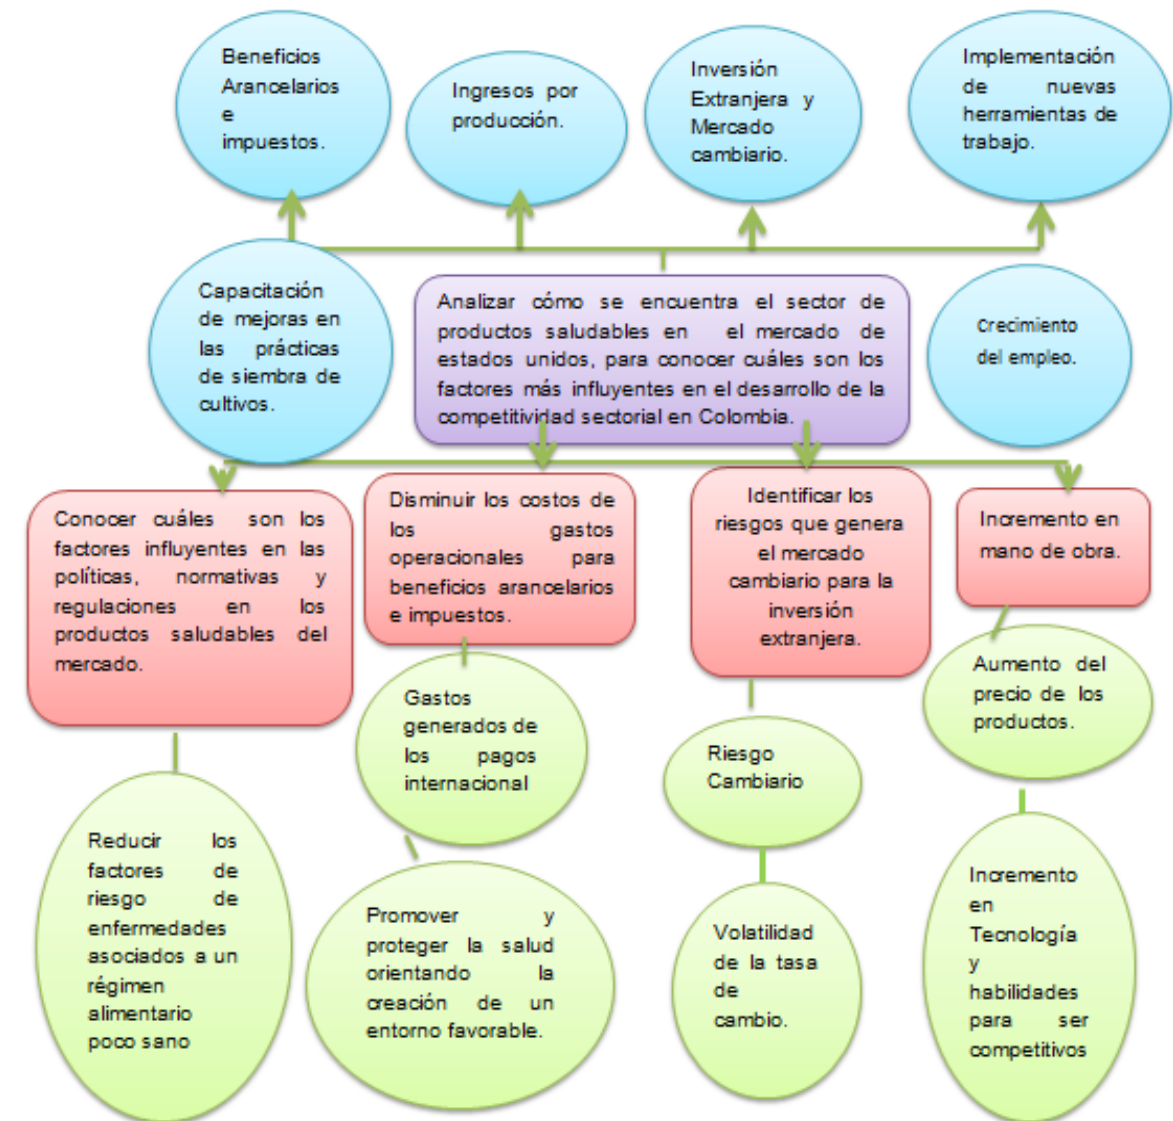 Beneficios
Arancelarios
e
impuestos.
Ingresos por
producción.
Inversión
Extranjera y
Mercado
cambiario.
Implementación
de nuevas
herramientas de
trabajo.
Capacitación
de mejoras en
las prácticas
de siembra de
cultivos.
Analizar cómo se encuentra el sector de
productos saludables en el mercado de
estados unidos, para conocer cuáles son los
factores más influyentes en el desarrollo de la
competitividad sectorial en Colombia.
Crecimiento
del empleo.
Conocer cuáles son los
factores influyentes en las
políticas, normativas y
regulaciones en los
productos saludables del
mercado.
Disminuir los costos de
los gastos
operacionales para
beneficios arancelarios
e impuestos.
Identificar los
riesgos que genera
el mercado
cambiario para la
inversión
extranjera.
Incremento en
mano de obra.
Gastos
generados de
los pagos
internacional
Riesgo
Cambiario
Aumento del
precio de los
productos.
Reducir los
factores de
riesgo de
enfermedades
asociados a un
régimen
alimentario
poco sano
Promover y
proteger la salud
orientando la
creación de un
entorno favorable.
Volatilidad
de la tasa
de
cambio.
Incremento
en
Tecnología
y
habilidades
para ser
competitivos